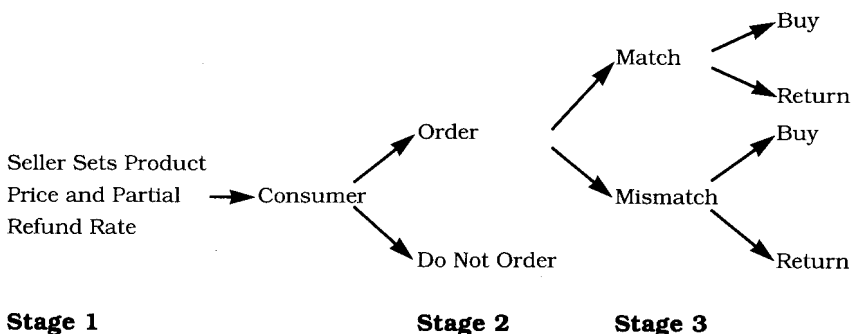 Buy
Match
Return
Order
Buy
Seller Sets Product
Price and Partial
Refund Rate
Consumer
Mismatch
Do Not Order
Return
Stage 1
Stage 2
Stage 3